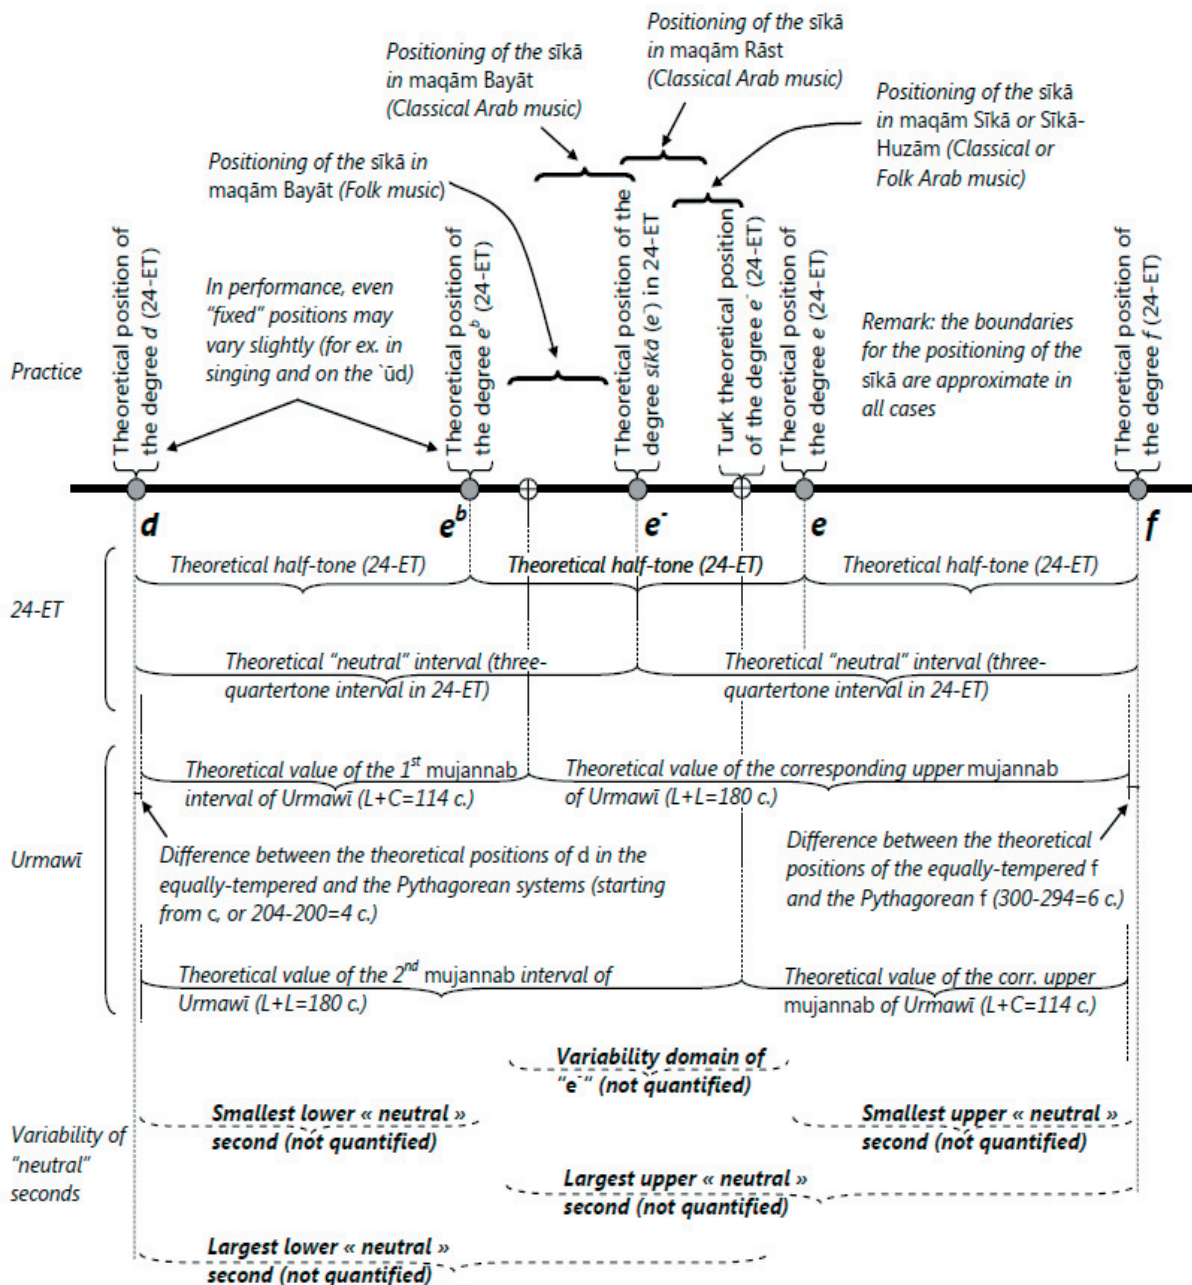 Positioning of the sīkā
in maqām Rāst
(Classical Arab music)
Positioning of the sīkā
in maqām Bayāt
(Classical Arab music)
Positioning of the sīkā
in maqām Sīkā or Sīkā-
Huzām (Classical or
Folk Arab music)
Positioning of the sīkā in
maqām Bayāt (Folk music)
Theoretical position of
the degree d (24-ET)
In performance, even
"fixed" positions may
vary slightly (for ex. in
singing and on the `ūd)
Theoretical position of
the degree eb (24-ET)
Theoretical position of the
degree sīkā (e-) in 24-ET
Turk theoretical position
of the degree e- (24-ET)
Theoretical position of
the degree e (24-ET)
Remark: the boundaries
for the positioning of the
sīkā are approximate in
all cases
Theoretical position of
the degree f (24-ET)
Practice
d eb e- e f
24-ET
Theoretical half-tone (24-ET) Theoretical half-tone (24-ET) Theoretical half-tone (24-ET)
Theoretical "neutral" interval (three-
quartertone interval in 24-ET)
Theoretical "neutral" interval (three-
quartertone interval in 24-ET)
Urmawī
Theoretical value of the 1st mujannab
interval of Urmawī (L+C=114 c.)
Theoretical value of the corresponding upper mujannab
of Urmawī (L+L=180 c.)
Difference between the theoretical positions of d in the
equally-tempered and the Pythagorean systems (starting
from c, or 204-200=4 c.)
Difference between the theoretical
positions of the equally-tempered f
and the Pythagorean f (300-294=6 c.)
Theoretical value of the 2nd mujannab interval of
Urmawī (L+L=180 c.)
Theoretical value of the corr. upper
mujannab of Urmawī (L+C=114 c.)
Variability of
"neutral"
seconds
Variability domain of
"e-" (not quantified)
Smallest lower « neutral »
second (not quantified)
Smallest upper « neutral »
second (not quantified)
Largest upper « neutral »
second (not quantified)
Largest lower « neutral »
second (not quantified)